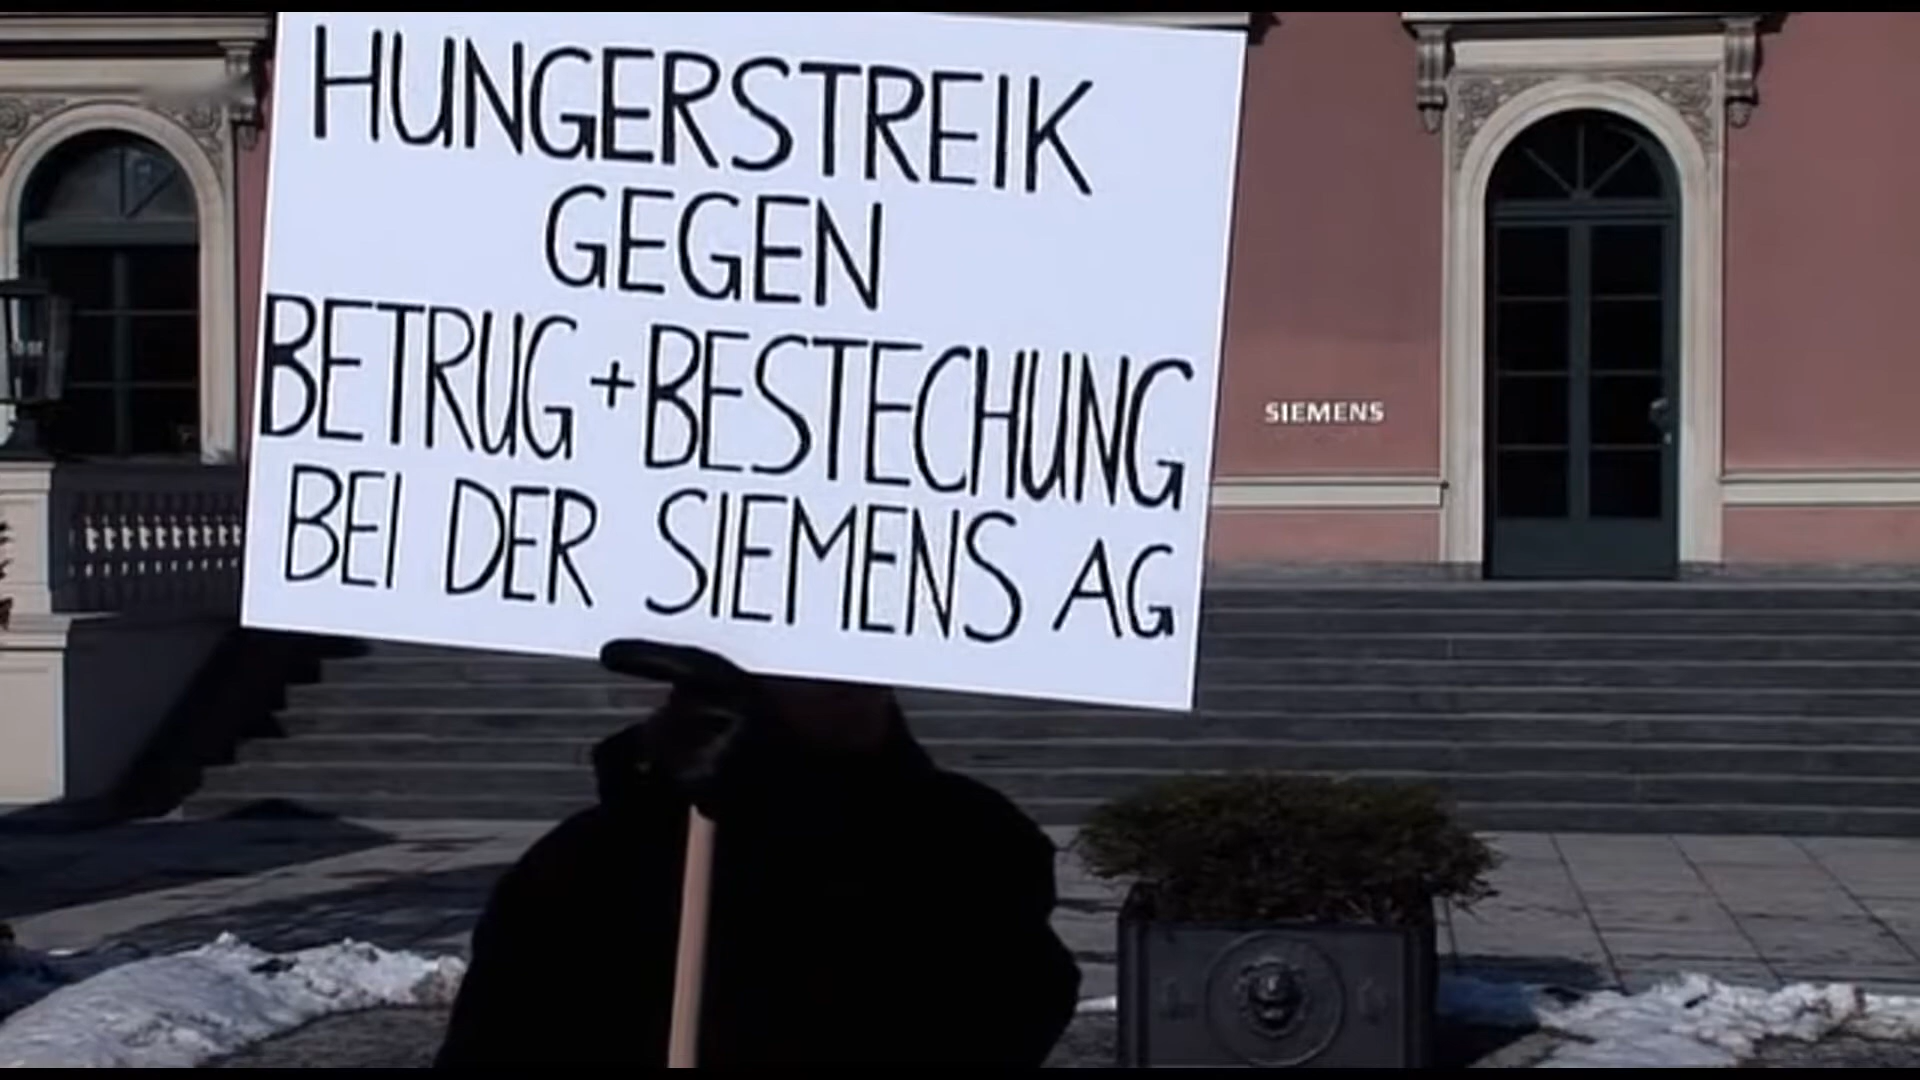 HUNGERSTREIK
GEGEN
BETRUG+BESTECHUNG
BEI DER SIEMENS AG
SIEMENS